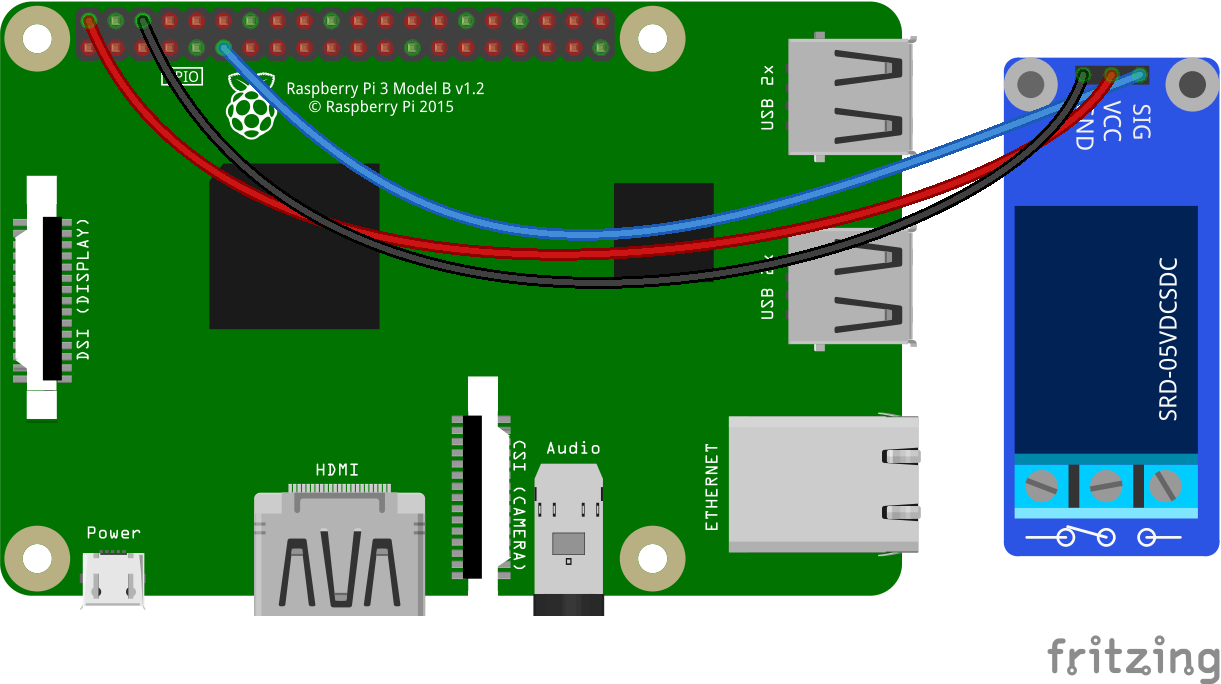 GPIO
Raspberry Pi 3 Model B v1.2
© Raspberry Pi 2015
USB 2x
GND
VCC
SIG
DSI (DISPLAY)
USB 2x
SRD-05VDCSDC
HDMI
CSI (CAMERA)
Audio
ETHERNET
Power
fritzing